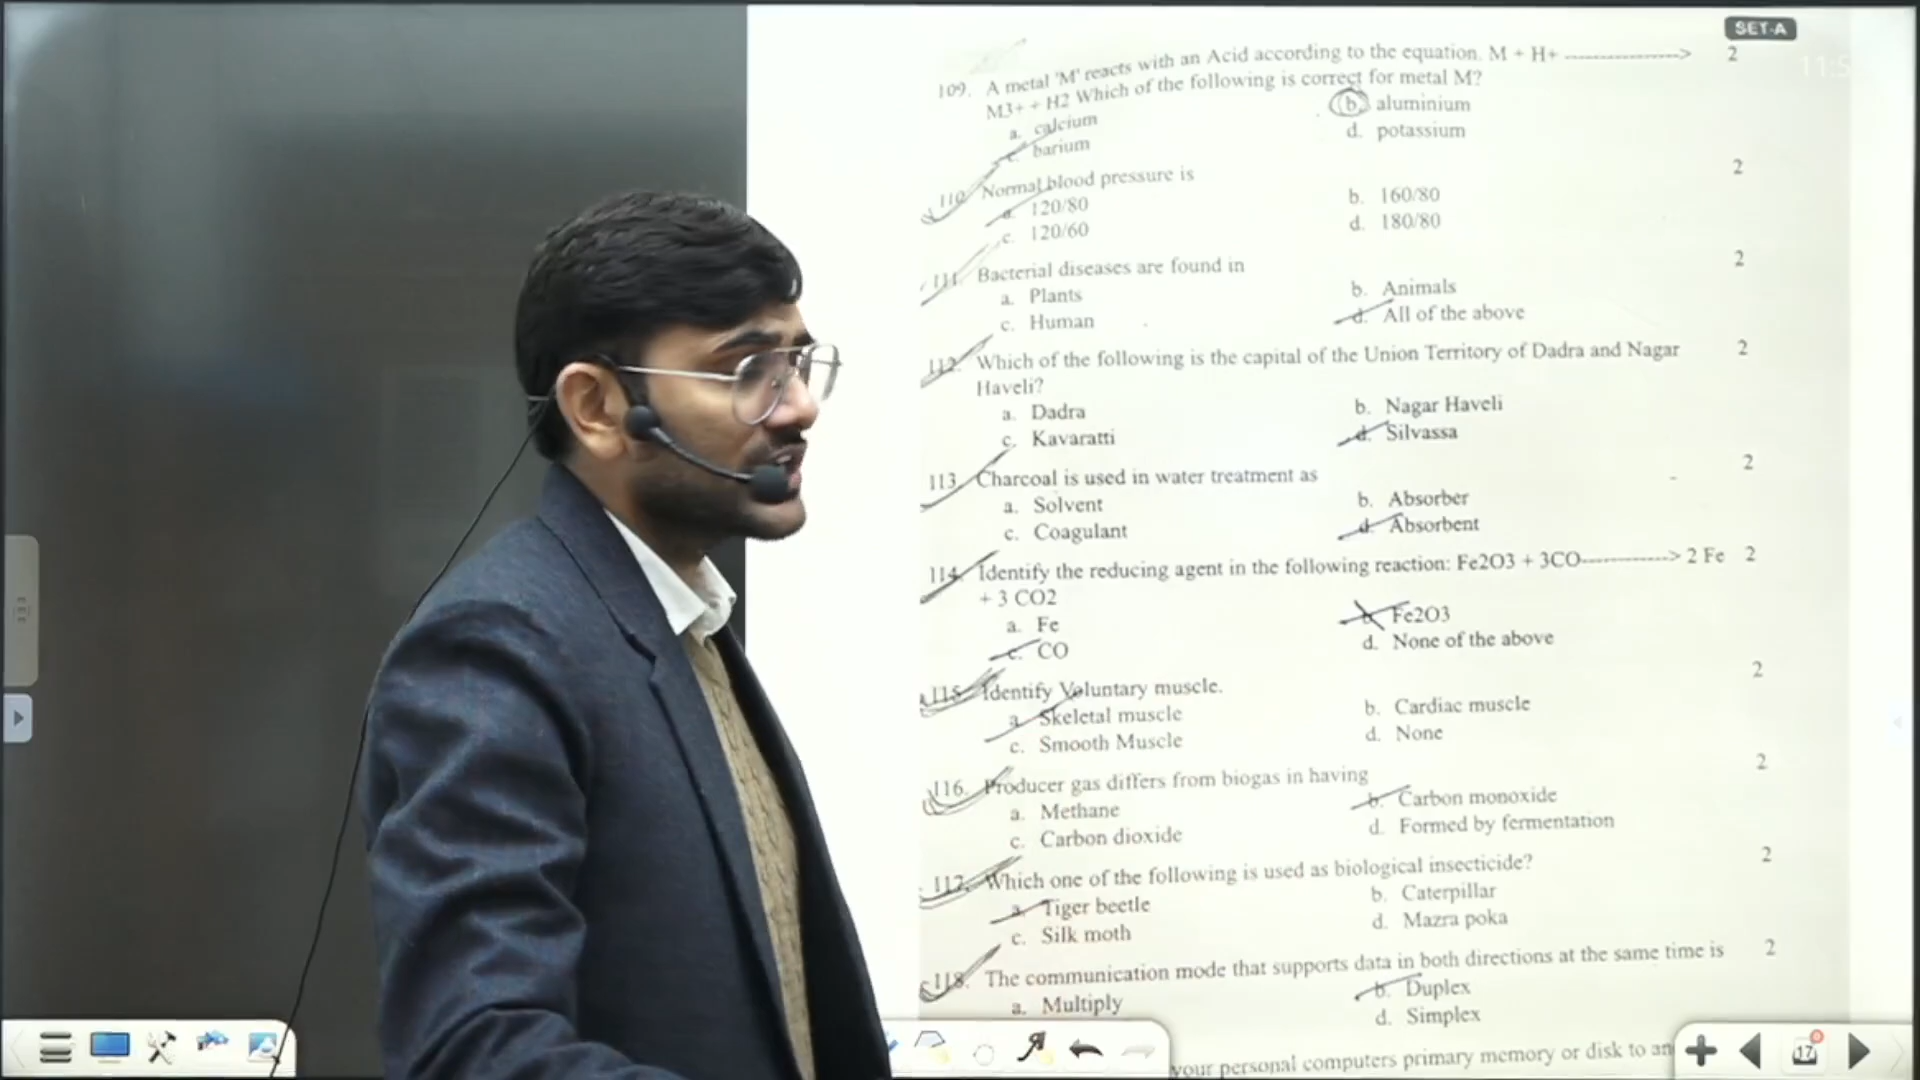 SET-A
11:5
109. A metal 'M' reacts with an Acid according to the equation. M + H+ -------------> 2
M3+ + H2 Which of the following is correct for metal M?
a. calcium b. aluminium
c. barium d. potassium
110. Normal blood pressure is 2
a. 120/80 b. 160/80
c. 120/60 d. 180/80
111. Bacterial diseases are found in 2
a. Plants b. Animals
c. Human d. All of the above
112. Which of the following is the capital of the Union Territory of Dadra and Nagar 2
Haveli?
a. Dadra b. Nagar Haveli
c. Kavaratti d. Silvassa
113. Charcoal is used in water treatment as 2
a. Solvent b. Absorber
c. Coagulant d. Absorbent
114. Identify the reducing agent in the following reaction: Fe2O3 + 3CO------------> 2 Fe 2
+ 3 CO2
a. Fe b. Fe2O3
c. CO d. None of the above
115. Identify Voluntary muscle. 2
a. Skeletal muscle b. Cardiac muscle
c. Smooth Muscle d. None
116. Producer gas differs from biogas in having 2
a. Methane b. Carbon monoxide
c. Carbon dioxide d. Formed by fermentation
117. Which one of the following is used as biological insecticide? 2
a. Tiger beetle b. Caterpillar
c. Silk moth d. Mazra poka
118. The communication mode that supports data in both directions at the same time is 2
a. Multiply b. Duplex
d. Simplex
your personal computers primary memory or disk to an
17